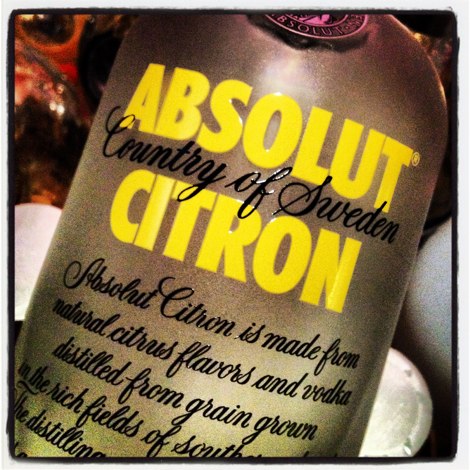 ABSOLUT
ABSOLUT®
Country of Sweden
CITRON
Absolut Citron is made from
natural citrus flavors and vodka
distilled from grain grown
in the rich fields of southern
The distilling